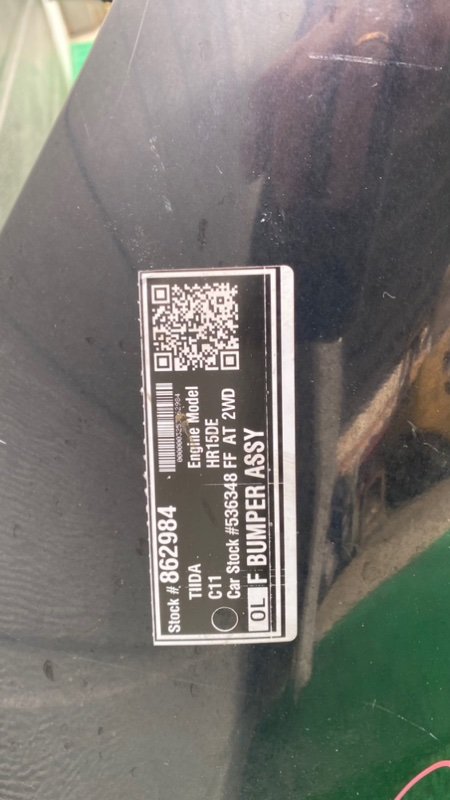 Stock # 862984
TIIDA
Engine Model
C11
HR15DE
Car Stock #536348 FF AT 2WD
OL F BUMPER ASSY